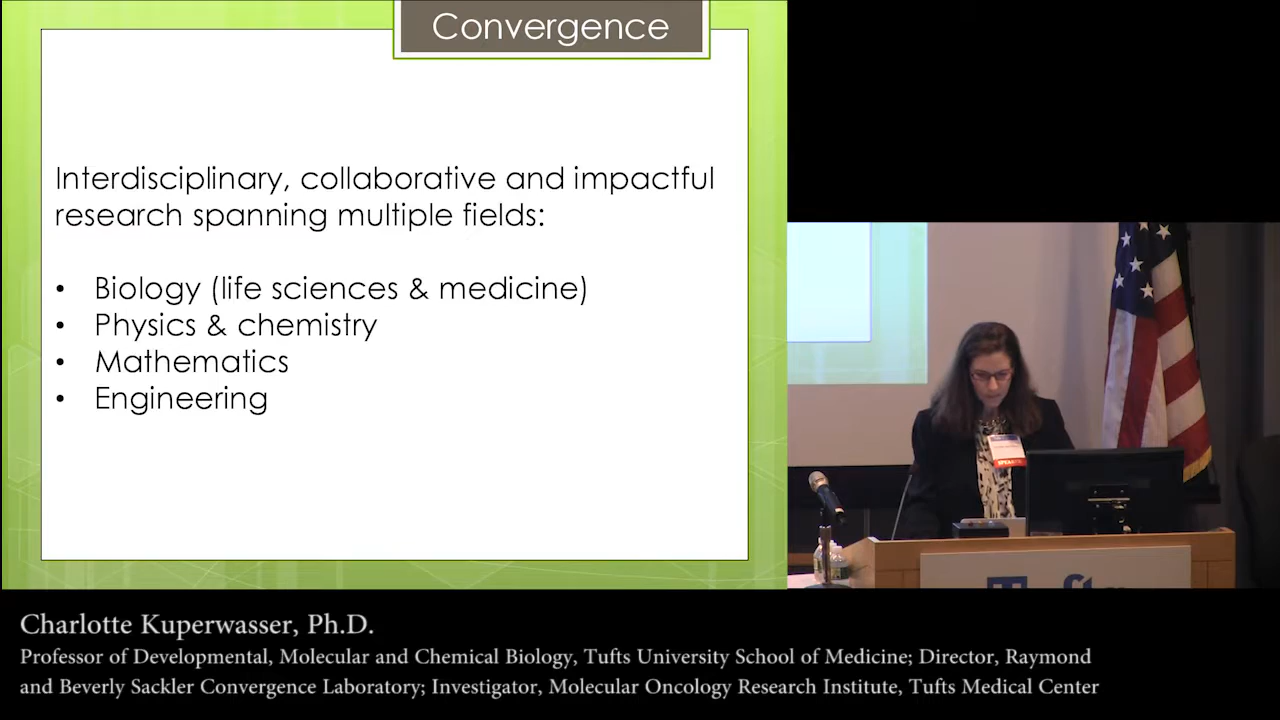 Convergence
Interdisciplinary, collaborative and impactful
research spanning multiple fields:
• Biology (life sciences & medicine)
• Physics & chemistry
• Mathematics
• Engineering
SPEAKER
Charlotte Kuperwasser, Ph.D.
Professor of Developmental, Molecular and Chemical Biology, Tufts University School of Medicine; Director, Raymond
and Beverly Sackler Convergence Laboratory; Investigator, Molecular Oncology Research Institute, Tufts Medical Center